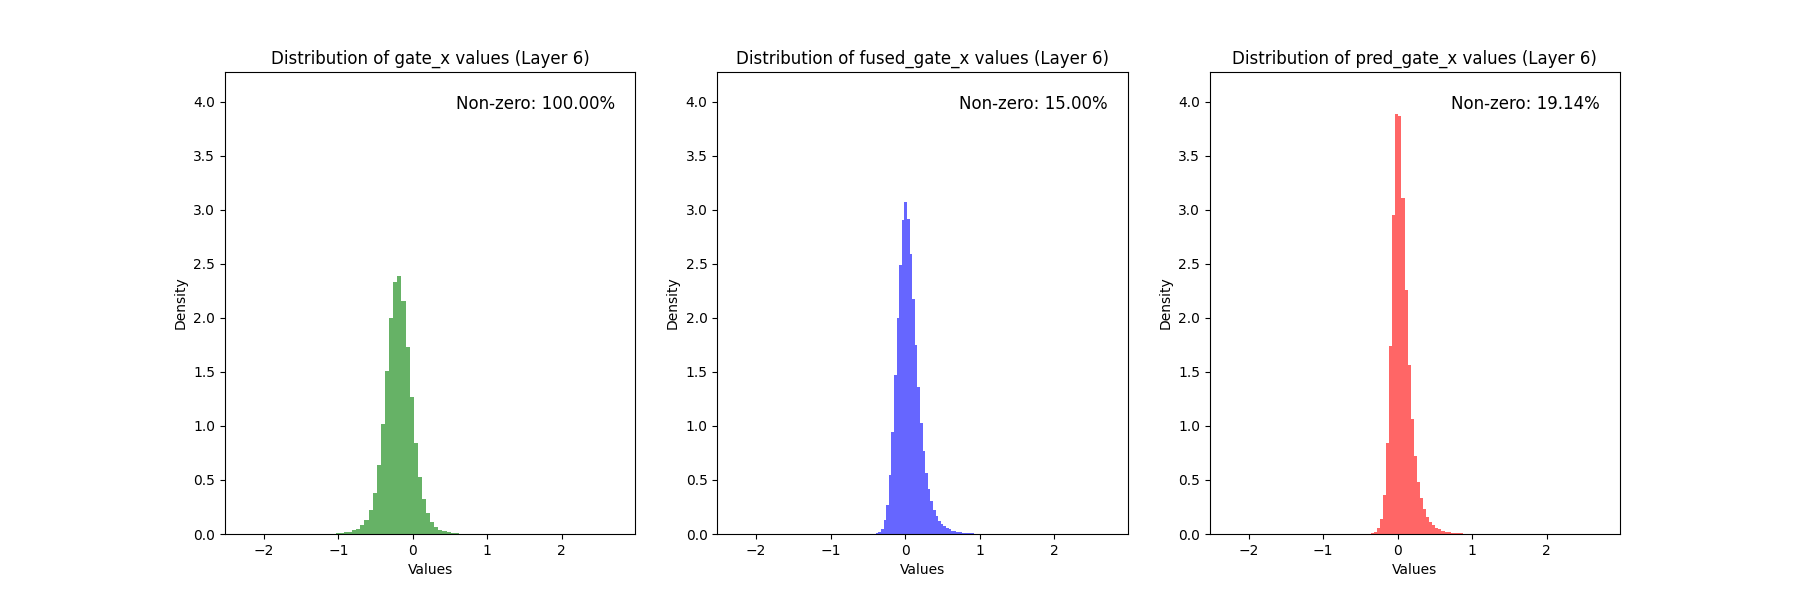 Distribution of gate_x values (Layer 6)
Non-zero: 100.00%
4.0
3.5
3.0
2.5
2.0
1.5
1.0
0.5
0.0
Density
−2 −1 0 1 2
Values
Distribution of fused_gate_x values (Layer 6)
Non-zero: 15.00%
4.0
3.5
3.0
2.5
2.0
1.5
1.0
0.5
0.0
Density
−2 −1 0 1 2
Values
Distribution of pred_gate_x values (Layer 6)
Non-zero: 19.14%
4.0
3.5
3.0
2.5
2.0
1.5
1.0
0.5
0.0
Density
−2 −1 0 1 2
Values